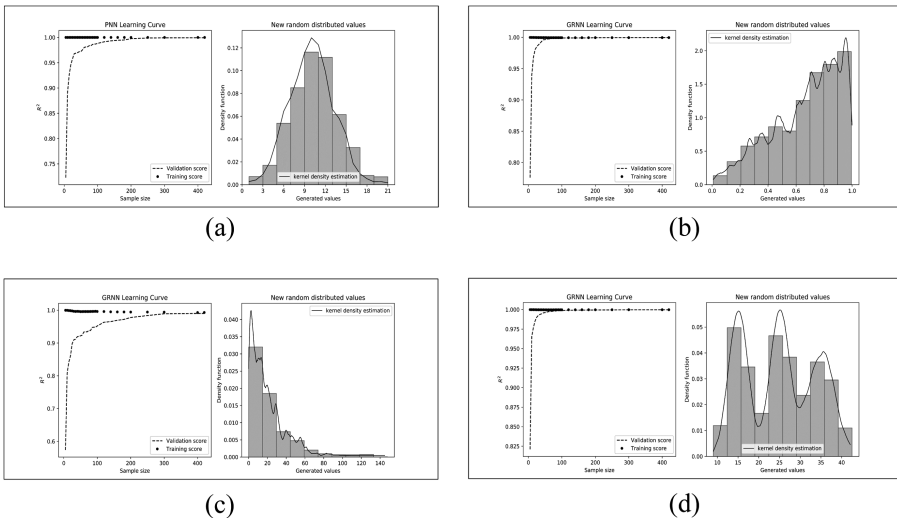 PNN Learning Curve
1.00
0.95
0.90
0.85
0.80
0.75
R²
0
100
200
300
400
Sample size
Validation score
Training score
New random distributed values
0.12
0.10
0.08
0.06
0.04
0.02
0.00
Density function
0 3 6 9 12 15 18 21
Generated values
kernel density estimation
(a)
GRNN Learning Curve
1.00
0.95
0.90
0.85
0.80
R²
0 100 200 300 400
Sample size
Validation score
Training score
New random distributed values
kernel density estimation
2.0
1.5
1.0
0.5
0.0
Density function
0.0 0.2 0.4 0.6 0.8 1.0
Generated values
(b)
GRNN Learning Curve
1.0
0.9
0.8
0.7
0.6
R²
0 100 200 300 400
Sample size
Validation score
Training score
New random distributed values
kernel density estimation
0.040
0.035
0.030
0.025
0.020
0.015
0.010
0.005
0.000
Density function
0 20 40 60 80 100 120 140
Generated values
(c)
GRNN Learning Curve
1.000
0.975
0.950
0.925
0.900
0.875
0.850
0.825
R²
0 100 200 300 400
Sample size
Validation score
Training score
New random distributed values
0.05
0.04
0.03
0.02
0.01
0.00
Density function
10 15 20 25 30 35 40
Generated values
kernel density estimation
(d)